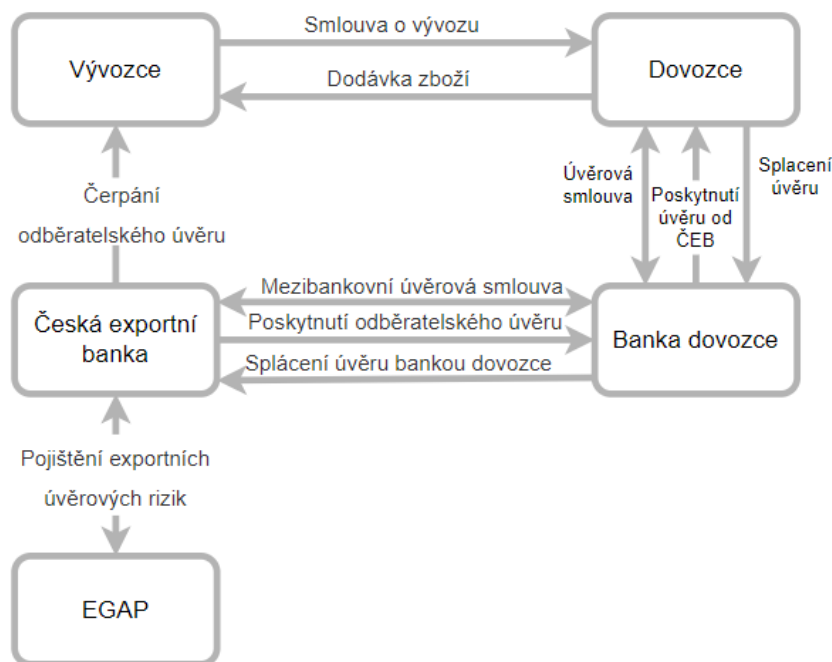 Smlouva o vývozu
Vývozce
Dovozce
Dodávka zboží
Čerpání
odběratelského úvěru
Úvěrová
smlouva
Poskytnutí
úvěru od
ČEB
Splacení
úvěru
Mezibankovní úvěrová smlouva
Česká exportní
banka
Poskytnutí odběratelského úvěru
Banka dovozce
Splácení úvěru bankou dovozce
Pojištění exportních
úvěrových rizik
EGAP